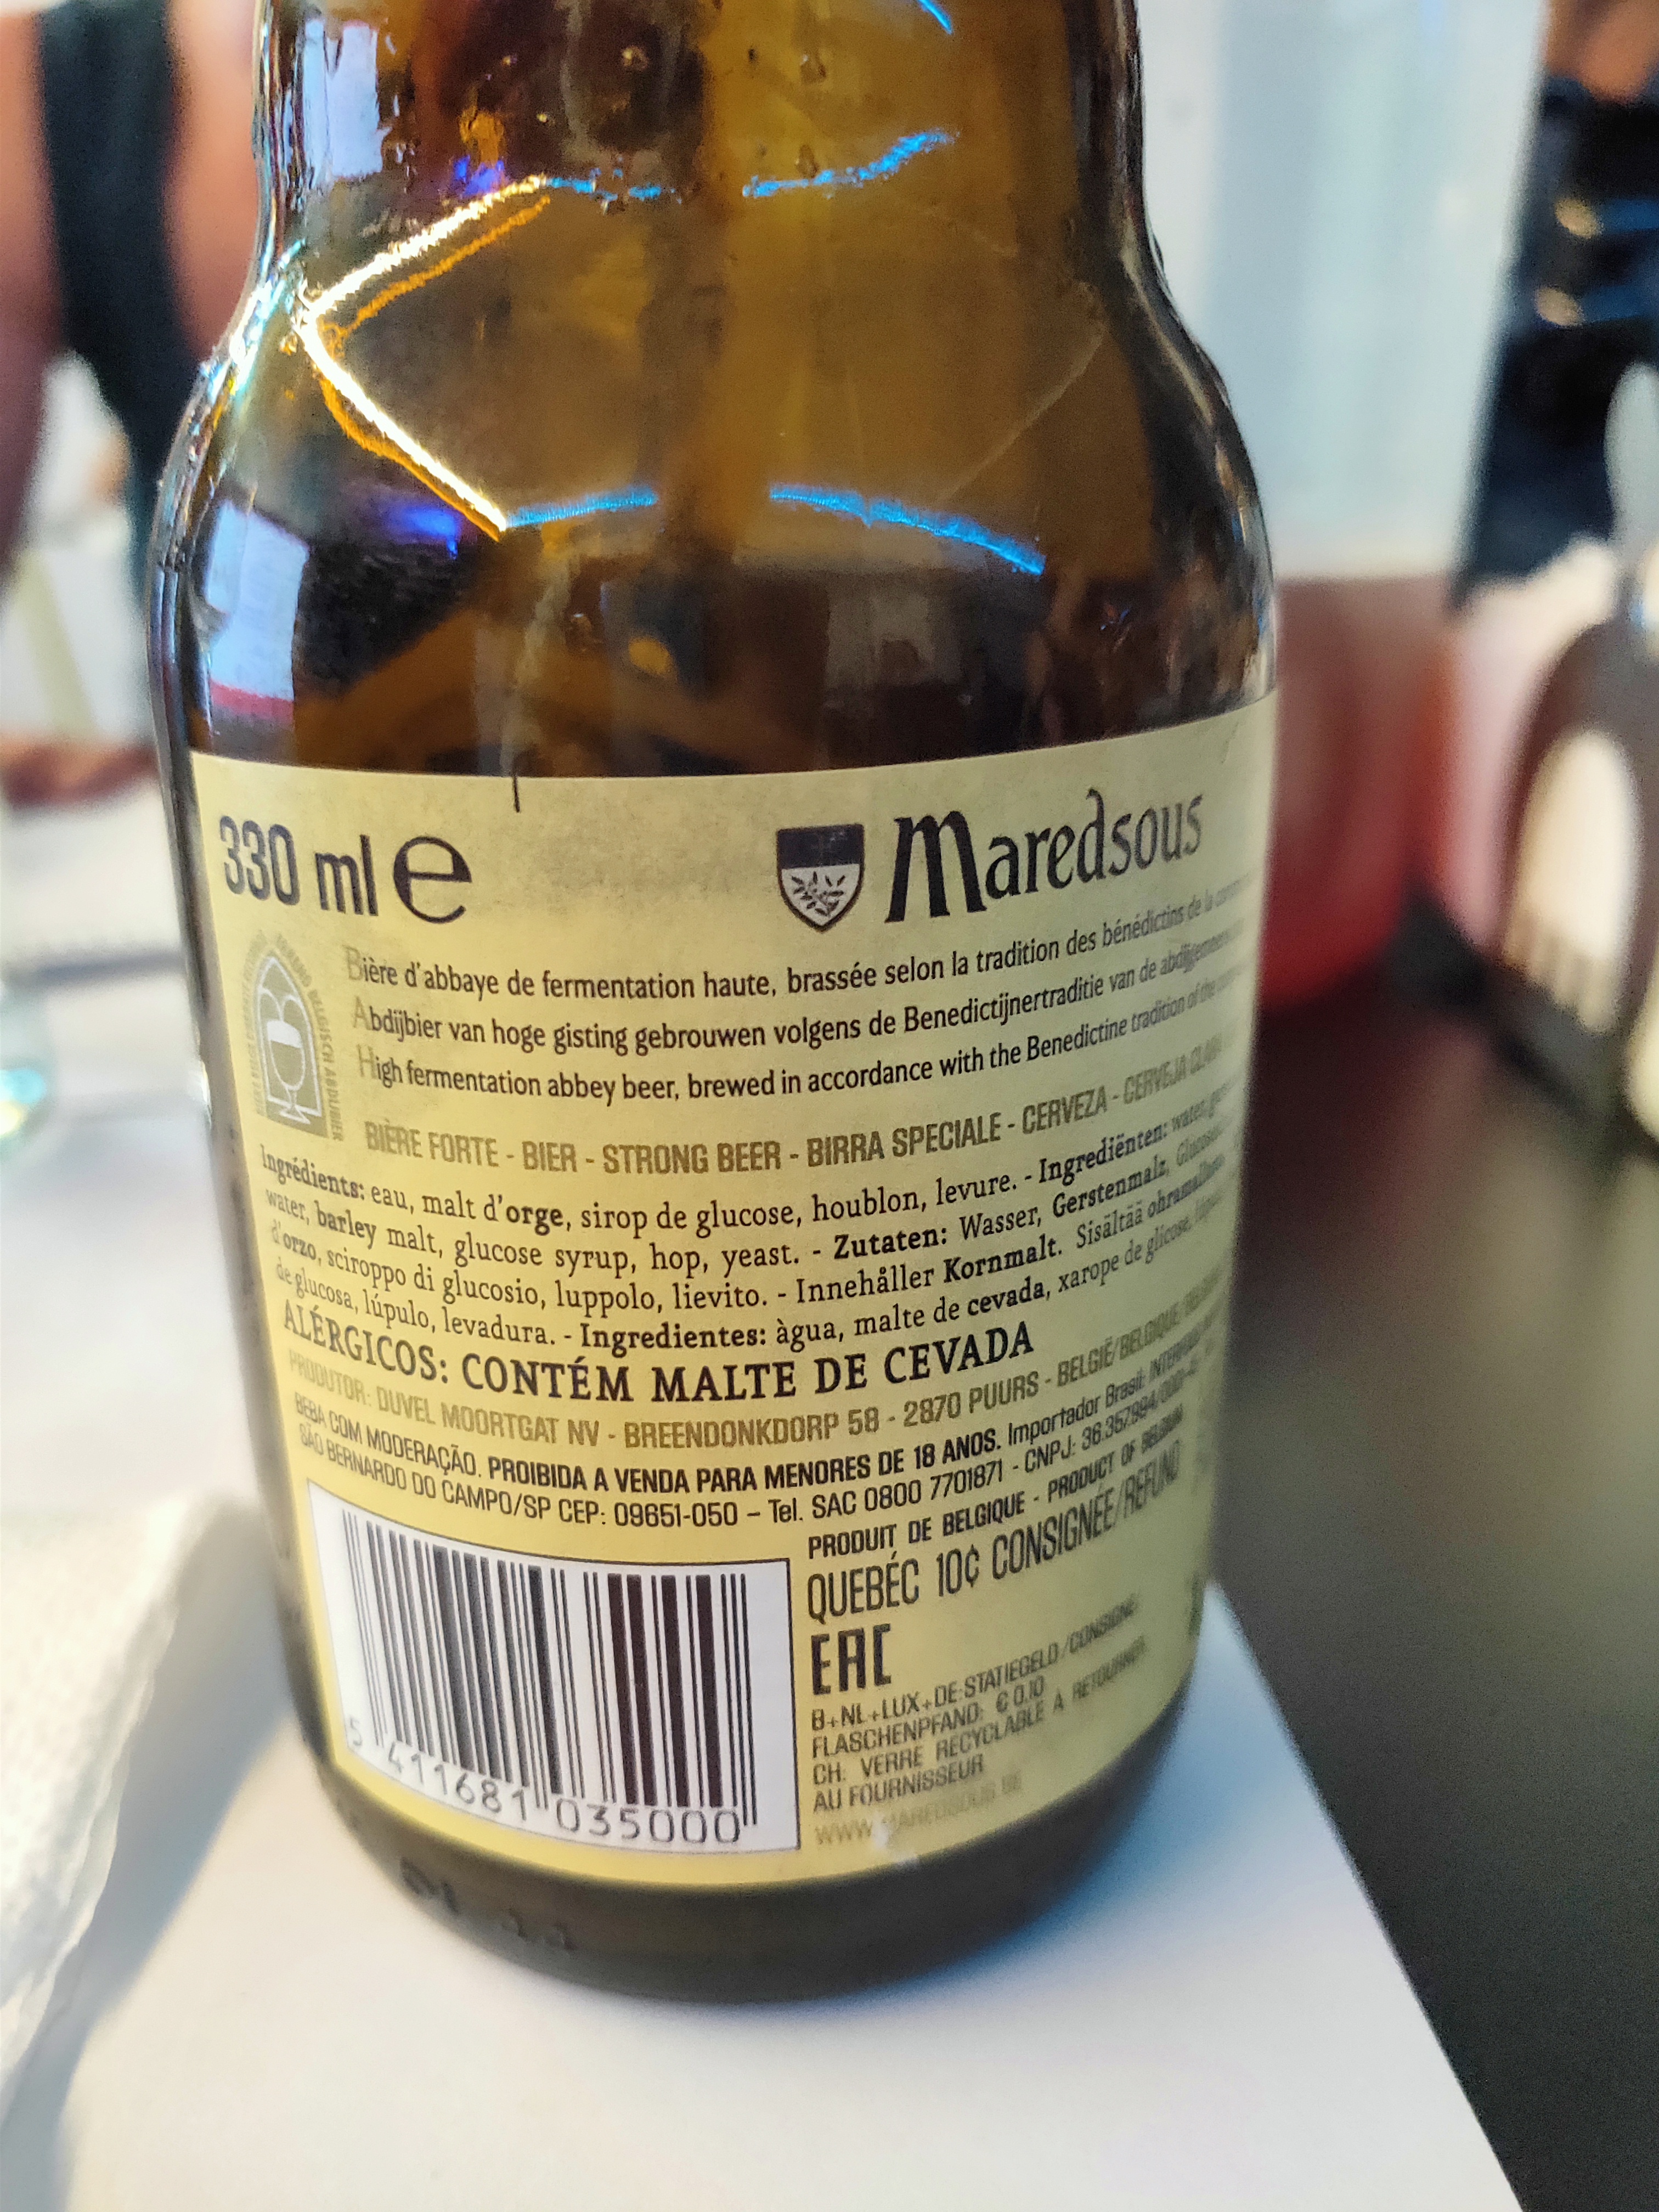 330 ml e
Maredsous
Bière d'abbaye de fermentation haute, brassée selon la tradition des bénédictins de la
Abdijbier van hoge gisting gebrouwen volgens de Benedictijnertraditie van de
High fermentation abbey beer, brewed in accordance with the Benedictine tradition of the
ERKEND BELGISCH ABDIJBIER
BIÈRE FORTE - BIER - STRONG BEER - BIRRA SPECIALE - CERVEZA - CERVEJA
Ingrédients: eau, malt d'orge, sirop de glucose, houblon, levure. - Ingrediënten: water,
water, barley malt, glucose syrup, hop, yeast. - Zutaten: Wasser, Gerstenmalz,
d'orzo, sciroppo di glucosio, luppolo, lievito. - Innehåller Kornmalt. Sisältää
de glucosa, lúpulo, levadura. - Ingredientes: àgua, malte de cevada, xarope de glicose,
ALÉRGICOS: CONTÉM MALTE DE CEVADA
PRODUTOR: DUVEL MOORTGAT NV - BREENDONKDORP 58 - 2870 PUURS - BELGIË/BELGIQUE/
BEBA COM MODERAÇÃO. PROIBIDA A VENDA PARA MENORES DE 18 ANOS. Importador Brasil:
SÃO BERNARDO DO CAMPO/SP CEP: 09651-050 – Tel. SAC 0800 7701871 - CNPJ:
PRODUIT DE BELGIQUE - PRODUCT OF BELGIUM
QUEBÉC 10¢ CONSIGNÉE/REFUND
EAC
B+NL+LUX+DE:STATIEGELD/CONSIGNE/
FLASCHENPFAND: € 0.10
CH: VERRE RECYCLABLE À RETOURNER
AU FOURNISSEUR
WWW.MAREDSOUS.BE
5 411681 035000